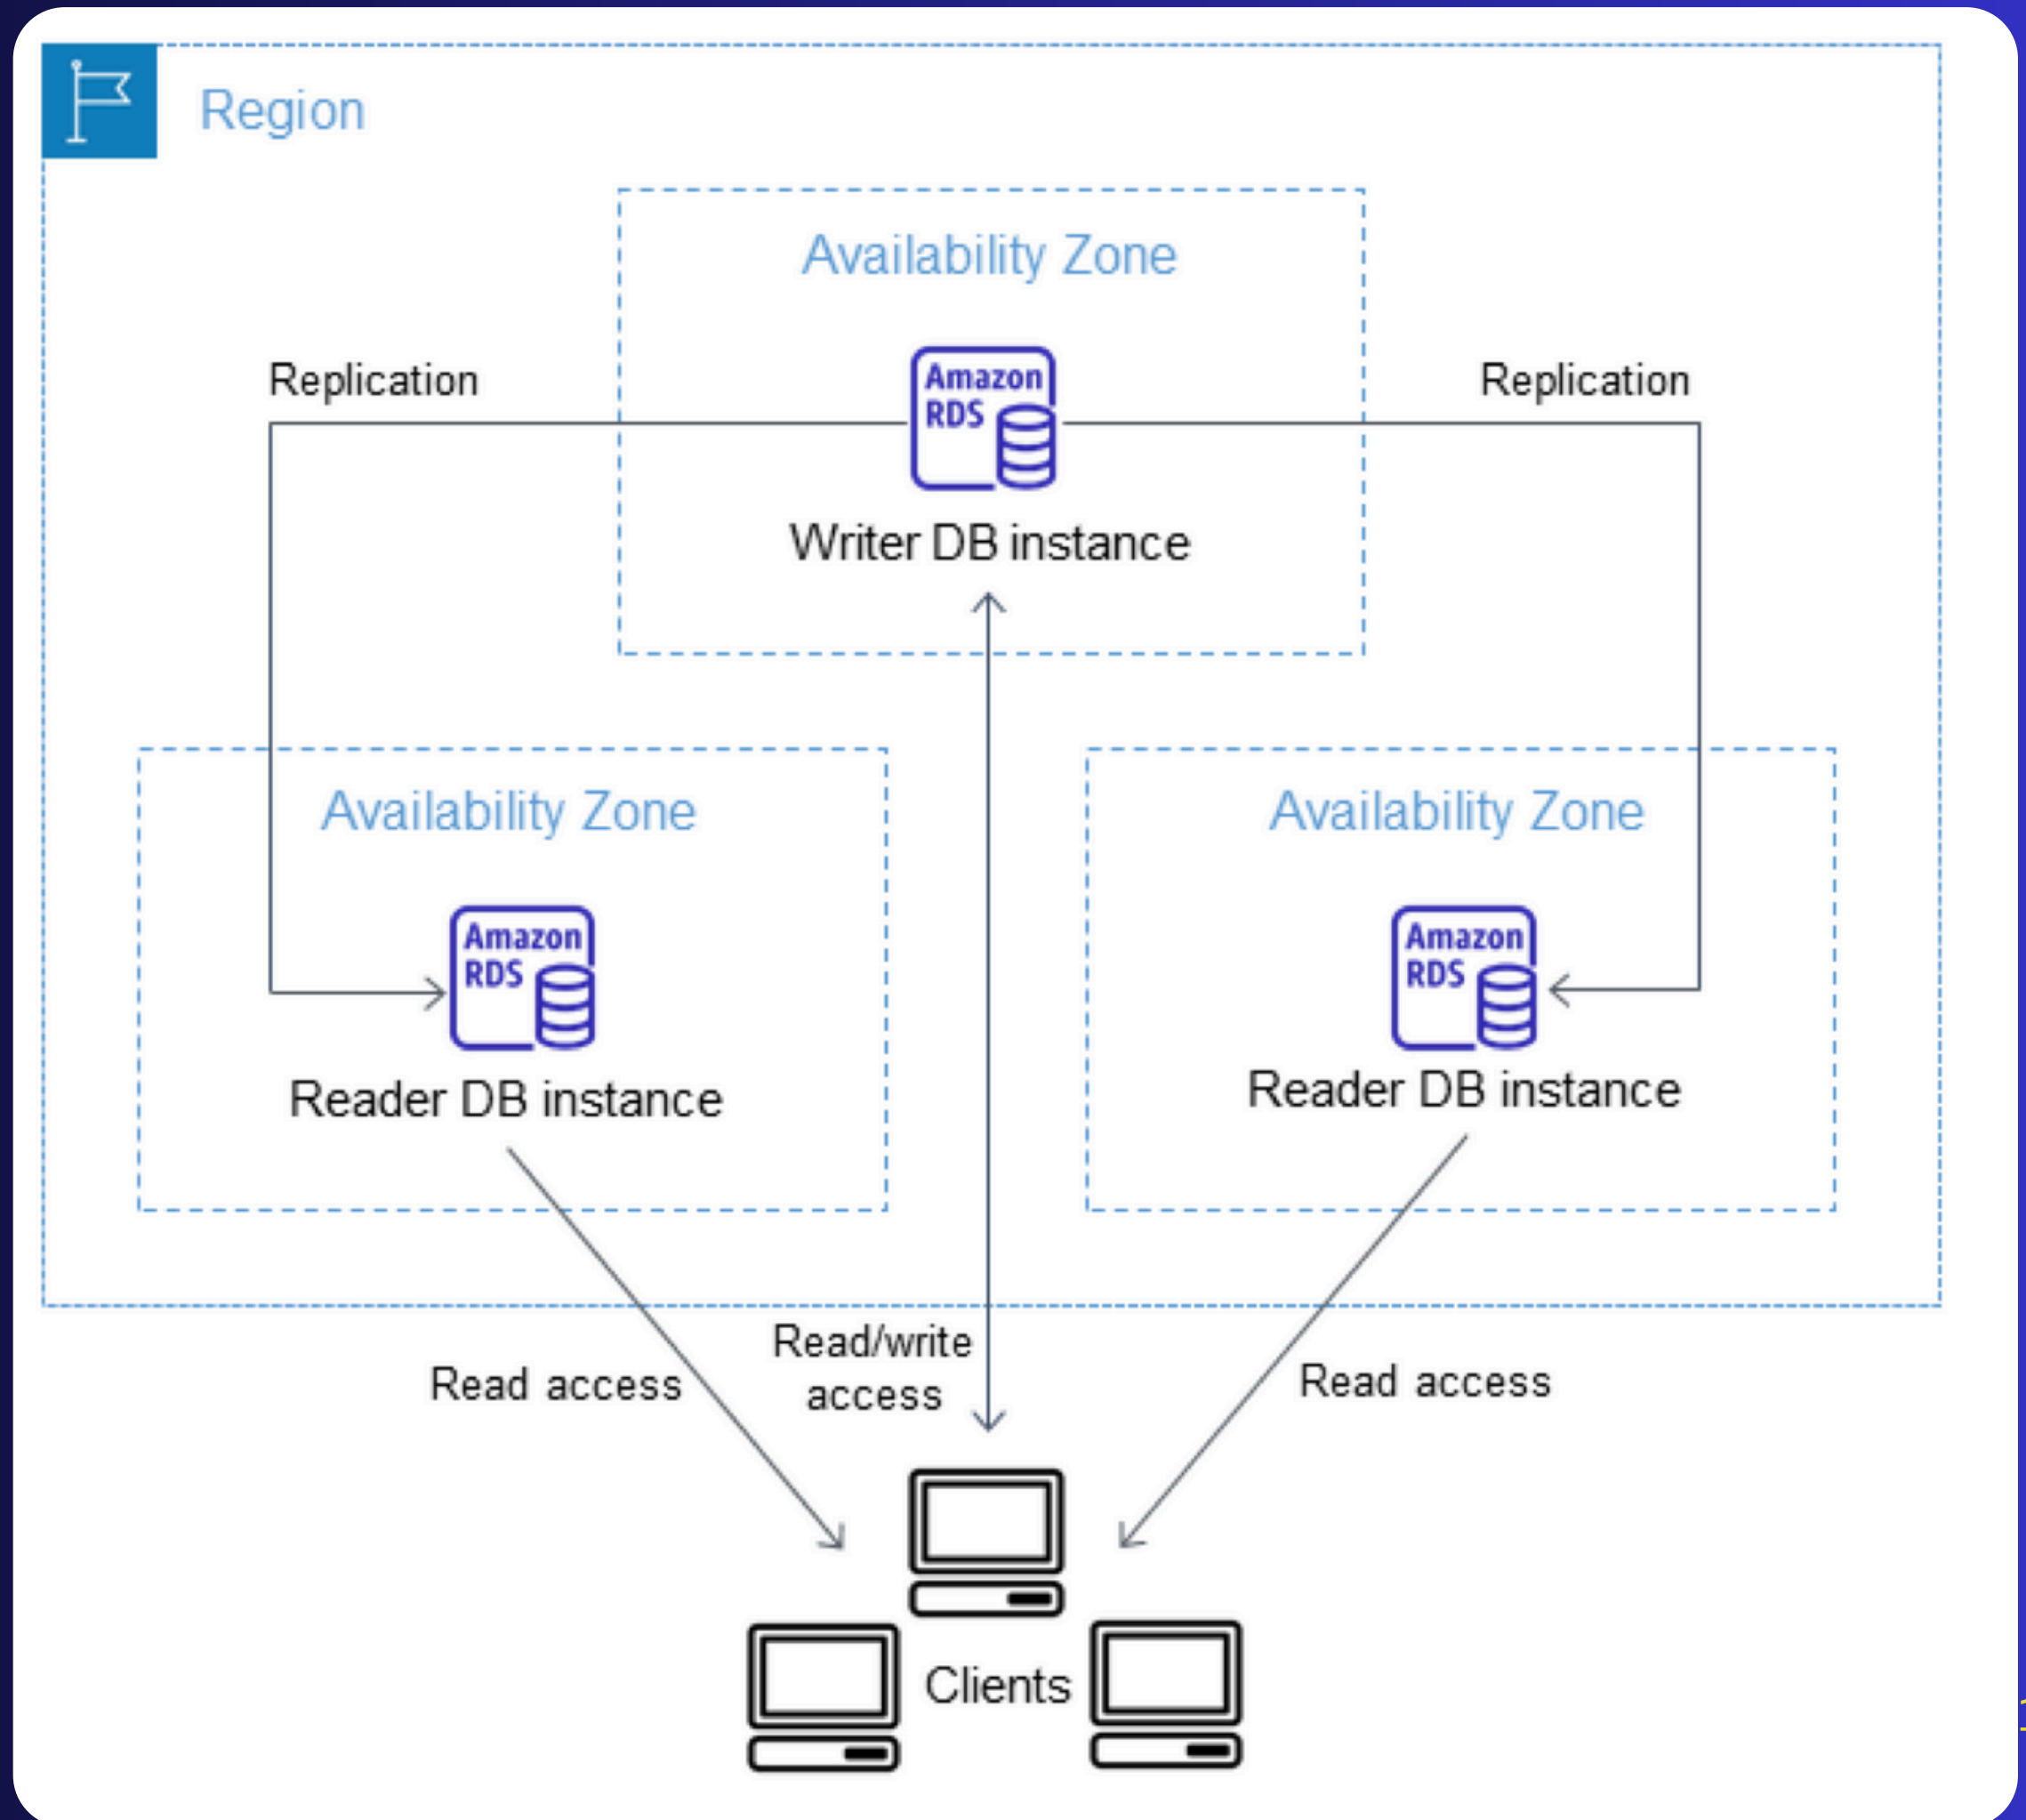 Region
Availability Zone
Replication
Amazon
RDS
Replication
Writer DB instance
Availability Zone
Amazon
RDS
Reader DB instance
Availability Zone
Amazon
RDS
Reader DB instance
Read access
Read/write
access
Read access
Clients